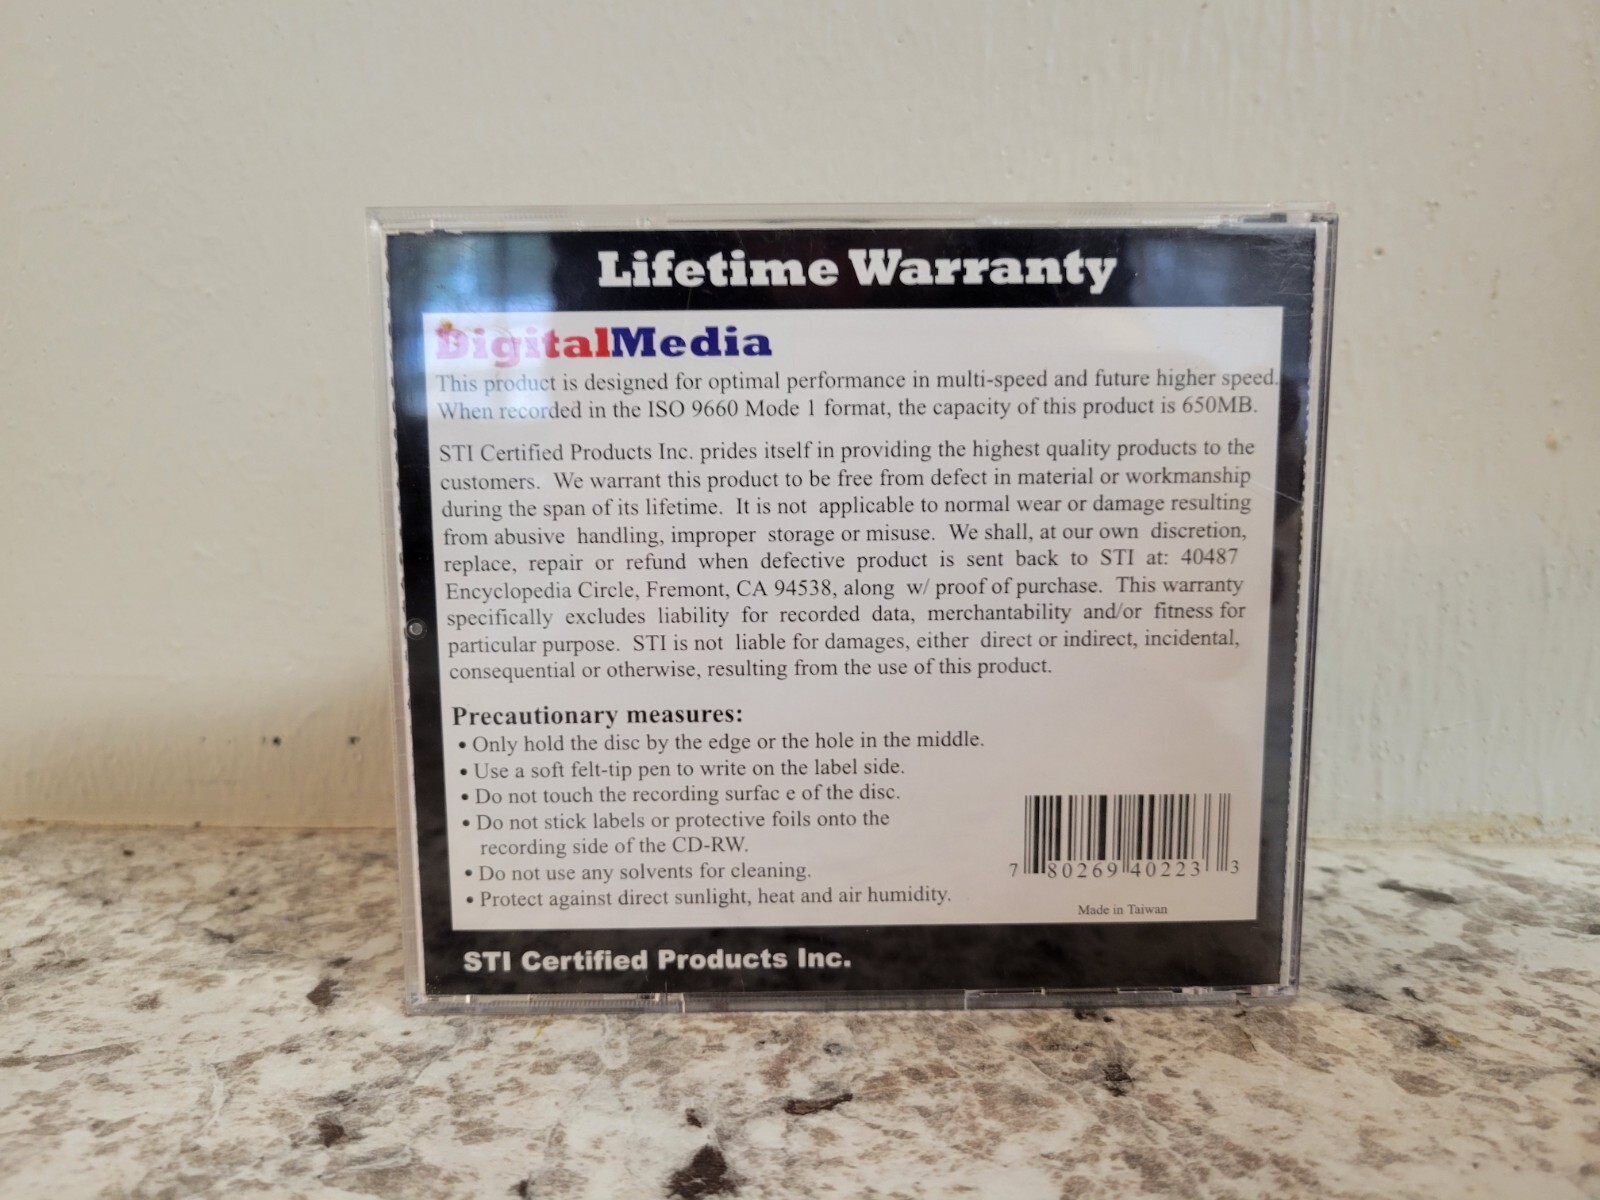 Lifetime Warranty
DigitalMedia
This product is designed for optimal performance in multi-speed and future higher speed.
When recorded in the ISO 9660 Mode 1 format, the capacity of this product is 650MB.
STI Certified Products Inc. prides itself in providing the highest quality products to the
customers. We warrant this product to be free from defect in material or workmanship
during the span of its lifetime. It is not applicable to normal wear or damage resulting
from abusive handling, improper storage or misuse. We shall, at our own discretion,
replace, repair or refund when defective product is sent back to STI at: 40487
Encyclopedia Circle, Fremont, CA 94538, along w/ proof of purchase. This warranty
specifically excludes liability for recorded data, merchantability and/or fitness for
particular purpose. STI is not liable for damages, either direct or indirect, incidental,
consequential or otherwise, resulting from the use of this product.
Precautionary measures:
• Only hold the disc by the edge or the hole in the middle.
• Use a soft felt-tip pen to write on the label side.
• Do not touch the recording surfac e of the disc.
• Do not stick labels or protective foils onto the
recording side of the CD-RW.
• Do not use any solvents for cleaning.
• Protect against direct sunlight, heat and air humidity.
7 80269 40223 3
Made in Taiwan
STI Certified Products Inc.